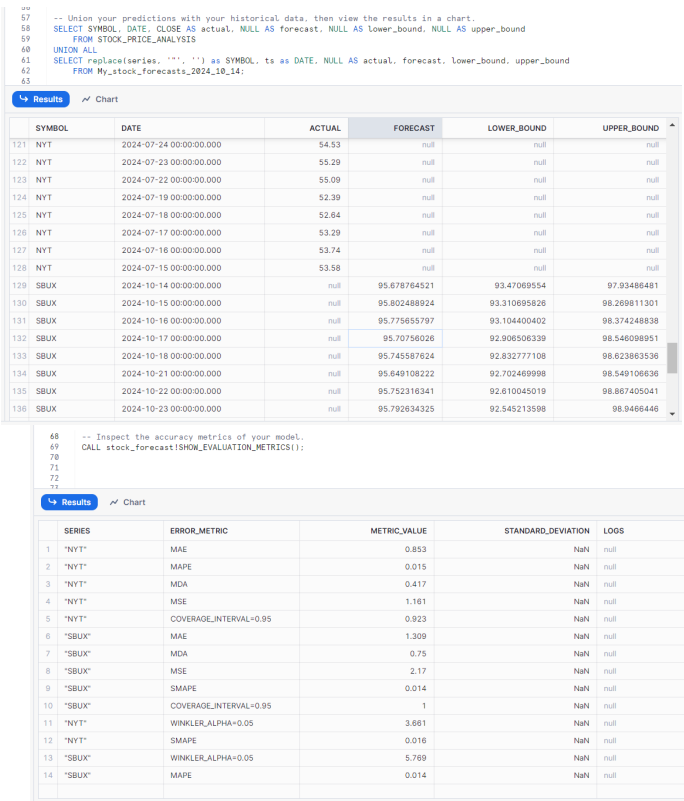 57 -- Union your predictions with your historical data, then view the results in a chart.
58 SELECT SYMBOL, DATE, CLOSE AS actual, NULL AS forecast, NULL AS lower_bound, NULL AS upper_bound
59 FROM STOCK_PRICE_ANALYSIS
60 UNION ALL
61 SELECT replace(series, '"', '') as SYMBOL, ts as DATE, NULL AS actual, forecast, lower_bound, upper_bound
62 FROM My_stock_forecasts_2024_10_14;
63
Results Chart
SYMBOL DATE ACTUAL FORECAST LOWER_BOUND UPPER_BOUND
121 NYT 2024-07-24 00:00:00.000 54.53 null null null
122 NYT 2024-07-23 00:00:00.000 55.29 null null null
123 NYT 2024-07-22 00:00:00.000 55.09 null null null
124 NYT 2024-07-19 00:00:00.000 52.39 null null null
125 NYT 2024-07-18 00:00:00.000 52.64 null null null
126 NYT 2024-07-17 00:00:00.000 53.29 null null null
127 NYT 2024-07-16 00:00:00.000 53.74 null null null
128 NYT 2024-07-15 00:00:00.000 53.58 null null null
129 SBUX 2024-10-14 00:00:00.000 null 95.678764521 93.47069554 97.93486481
130 SBUX 2024-10-15 00:00:00.000 null 95.802488924 93.310695826 98.269811301
131 SBUX 2024-10-16 00:00:00.000 null 95.775655797 93.104400402 98.374248838
132 SBUX 2024-10-17 00:00:00.000 null 95.70756026 92.906506339 98.546098951
133 SBUX 2024-10-18 00:00:00.000 null 95.745587624 92.832777108 98.623863536
134 SBUX 2024-10-21 00:00:00.000 null 95.649108222 92.702469998 98.549106636
135 SBUX 2024-10-22 00:00:00.000 null 95.752316341 92.610045019 98.867405041
136 SBUX 2024-10-23 00:00:00.000 null 95.792634325 92.545213598 98.9466446
68 -- Inspect the accuracy metrics of your model.
69 CALL stock_forecast!SHOW_EVALUATION_METRICS();
70
71
72
Results Chart
SERIES ERROR_METRIC METRIC_VALUE STANDARD_DEVIATION LOGS
1 "NYT" MAE 0.853 NaN null
2 "NYT" MAPE 0.015 NaN null
3 "NYT" MDA 0.417 NaN null
4 "NYT" MSE 1.161 NaN null
5 "NYT" COVERAGE_INTERVAL=0.95 0.923 NaN null
6 "SBUX" MAE 1.309 NaN null
7 "SBUX" MDA 0.75 NaN null
8 "SBUX" MSE 2.17 NaN null
9 "SBUX" SMAPE 0.014 NaN null
10 "SBUX" COVERAGE_INTERVAL=0.95 1 NaN null
11 "NYT" WINKLER_ALPHA=0.05 3.661 NaN null
12 "NYT" SMAPE 0.016 NaN null
13 "SBUX" WINKLER_ALPHA=0.05 5.769 NaN null
14 "SBUX" MAPE 0.014 NaN null